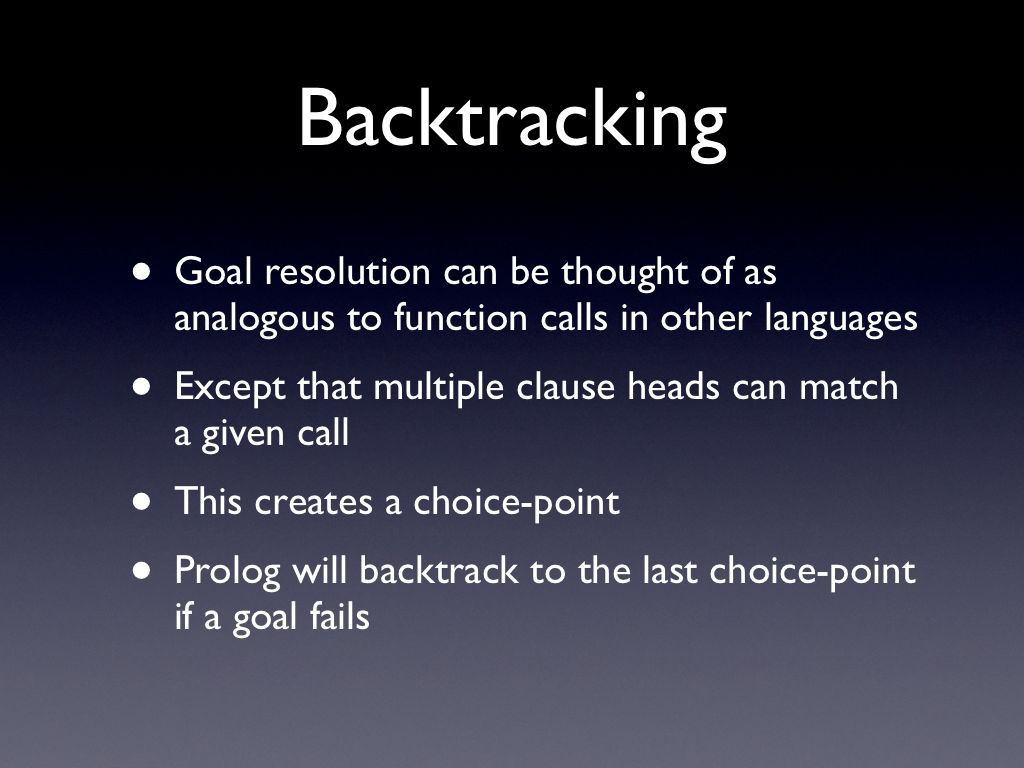 Backtracking
• Goal resolution can be thought of as
analogous to function calls in other languages
• Except that multiple clause heads can match
a given call
• This creates a choice-point
• Prolog will backtrack to the last choice-point
if a goal fails